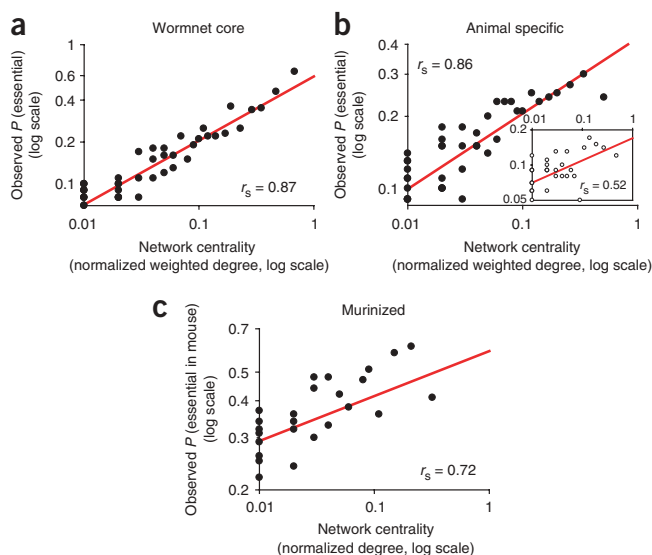 a
Wormnet core
Observed P (essential)
(log scale)
1
0.6
0.4
0.2
0.1
rs = 0.87
0.01
0.1
1
Network centrality
(normalized weighted degree, log scale)
b
Animal specific
Observed P (essential)
(log scale)
0.4
0.2
0.1
rs = 0.86
0.01
0.1
1
0.2
0.1
0.05
rs = 0.52
0.01
0.1
1
Network centrality
(normalized weighted degree, log scale)
c
Murinized
Observed P (essential in mouse)
(log scale)
0.7
0.5
0.4
0.3
0.2
rs = 0.72
0.01
0.1
1
Network centrality
(normalized degree, log scale)